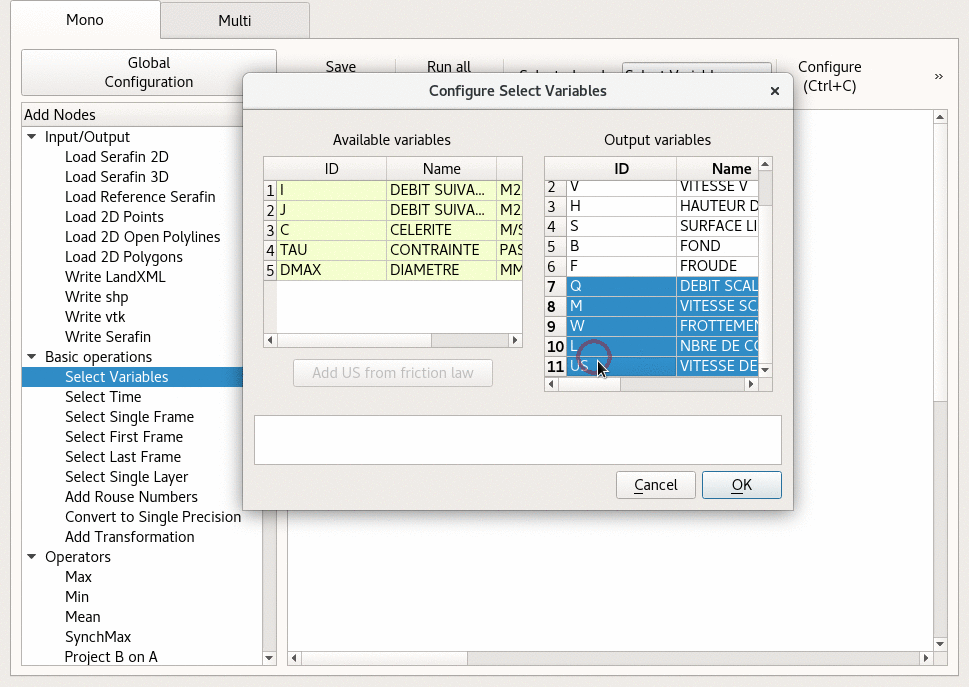 Mono
Multi
Global
Configuration
Save
Run all
Configure
(Ctrl+C)
»
Add Nodes
Input/Output
Load Serafin 2D
Load Serafin 3D
Load Reference Serafin
Load 2D Points
Load 2D Open Polylines
Load 2D Polygons
Write LandXML
Write shp
Write vtk
Write Serafin
Basic operations
Select Variables
Select Time
Select Single Frame
Select First Frame
Select Last Frame
Select Single Layer
Add Rouse Numbers
Convert to Single Precision
Add Transformation
Operators
Max
Min
Mean
SynchMax
Project B on A
Configure Select Variables
×
Available variables
ID Name
1 I DEBIT SUIVA... M2
2 J DEBIT SUIVA... M2
3 C CELERITE M/S
4 TAU CONTRAINTE PAS
5 DMAX DIAMETRE MM
Add US from friction law
Output variables
ID Name
2 V VITESSE V
3 H HAUTEUR D
4 S SURFACE LI
5 B FOND
6 F FROUDE
7 Q DEBIT SCAL
8 M VITESSE SC
9 W FROTTEMEN
10 L NBRE DE CO
11 US VITESSE DE
Cancel
OK